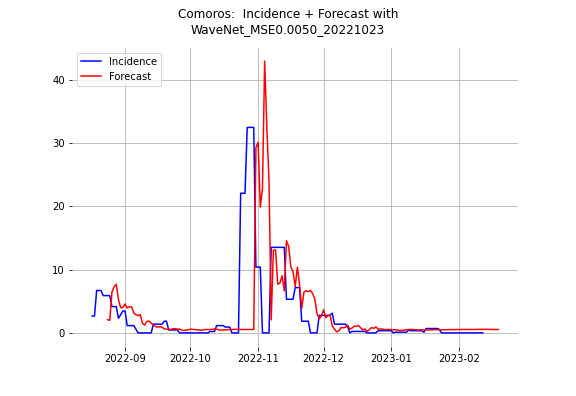 Comoros:  Incidence + Forecast with
WaveNet_MSE0.0050_20221023
Incidence
Forecast
40
30
20
10
0
2022-09 2022-10 2022-11 2022-12 2023-01 2023-02